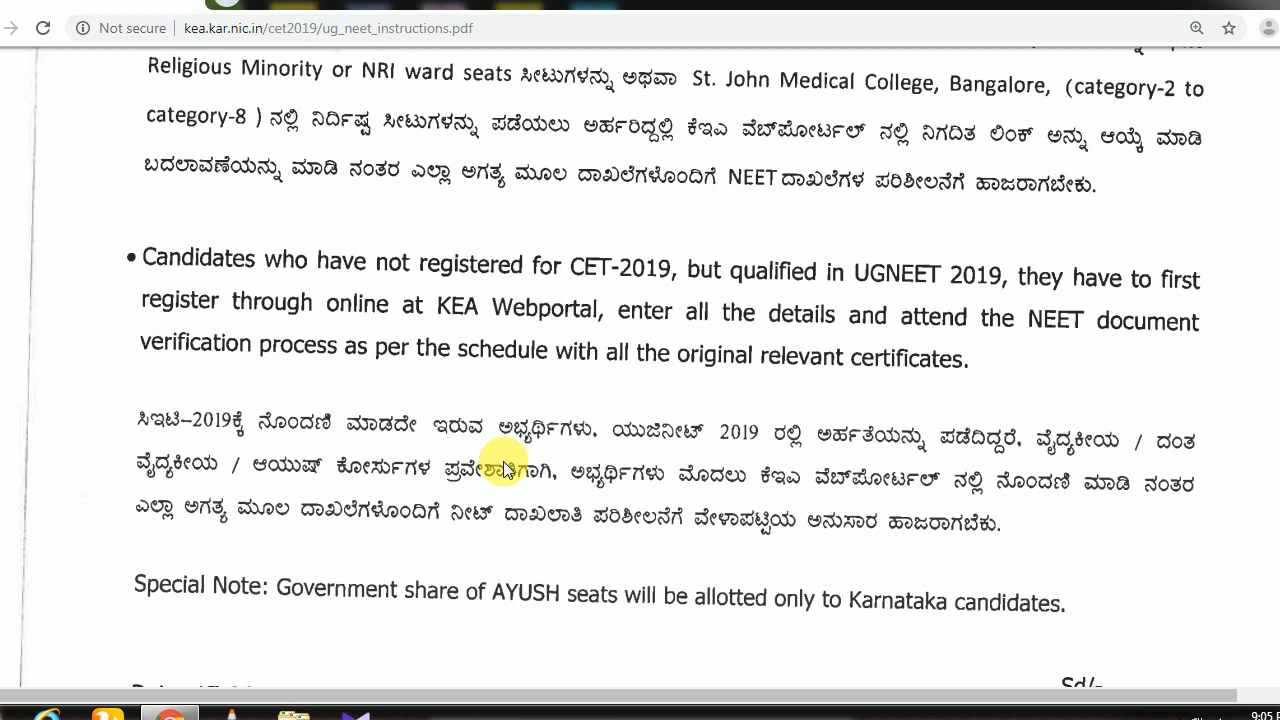 Not secure | kea.kar.nic.in/cet2019/ug_neet_instructions.pdf
Religious Minority or NRI ward seats ಸೀಟುಗಳನ್ನು ಅಥವಾ St. John Medical College, Bangalore, (category-2 to
category-8 ) ನಲ್ಲಿ ನಿರ್ದಿಷ್ಟ ಸೀಟುಗಳನ್ನು ಪಡೆಯಲು ಅರ್ಹರಿದ್ದಲ್ಲಿ ಕೆಇಎ ವೆಬ್‌ಪೋರ್ಟಲ್ ನಲ್ಲಿ ನಿಗದಿತ ಲಿಂಕ್ ಅನ್ನು ಆಯ್ಕೆ ಮಾಡಿ
ಬದಲಾವಣೆಯನ್ನು ಮಾಡಿ ನಂತರ ಎಲ್ಲಾ ಅಗತ್ಯ ಮೂಲ ದಾಖಲೆಗಳೊಂದಿಗೆ NEET ದಾಖಲೆಗಳ ಪರಿಶೀಲನೆಗೆ ಹಾಜರಾಗಬೇಕು.
• Candidates who have not registered for CET-2019, but qualified in UGNEET 2019, they have to first
register through online at KEA Webportal, enter all the details and attend the NEET document
verification process as per the schedule with all the original relevant certificates.
ಸಿಇಟಿ–2019ಕ್ಕೆ ನೊಂದಣಿ ಮಾಡದೇ ಇರುವ ಅಭ್ಯರ್ಥಿಗಳು, ಯುಜಿನೀಟ್ 2019 ರಲ್ಲಿ ಅರ್ಹತೆಯನ್ನು ಪಡೆದಿದ್ದರೆ, ವೈದ್ಯಕೀಯ / ದಂತ
ವೈದ್ಯಕೀಯ / ಆಯುಷ್ ಕೋರ್ಸುಗಳ ಪ್ರವೇಶಾತಿಗಾಗಿ, ಅಭ್ಯರ್ಥಿಗಳು ಮೊದಲು ಕೆಇಎ ವೆಬ್‌ಪೋರ್ಟಲ್ ನಲ್ಲಿ ನೊಂದಣಿ ಮಾಡಿ ನಂತರ
ಎಲ್ಲಾ ಅಗತ್ಯ ಮೂಲ ದಾಖಲೆಗಳೊಂದಿಗೆ ನೀಟ್ ದಾಖಲಾತಿ ಪರಿಶೀಲನೆಗೆ ವೇಳಾಪಟ್ಟಿಯ ಅನುಸಾರ ಹಾಜರಾಗಬೆಕು.
Special Note: Government share of AYUSH seats will be allotted only to Karnataka candidates.
Sd/-
9:05